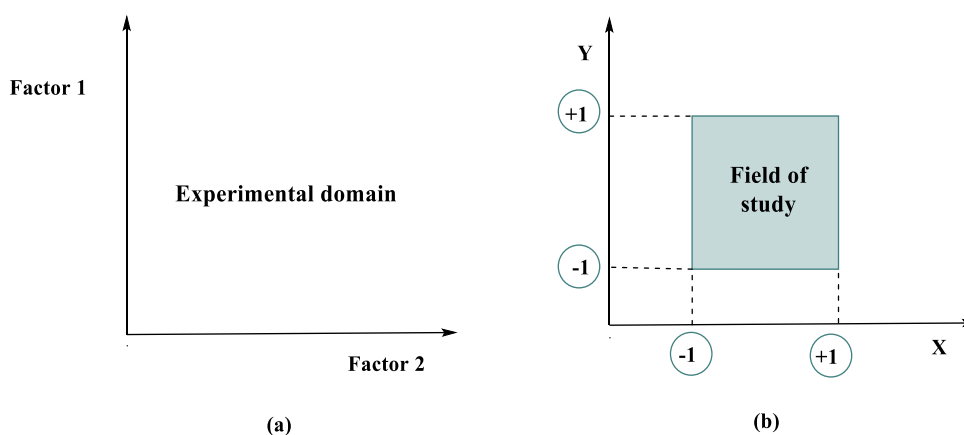 Factor 1
Experimental domain
Factor 2
(a)
Y
+1
Field of
study
-1
-1
+1
X
(b)